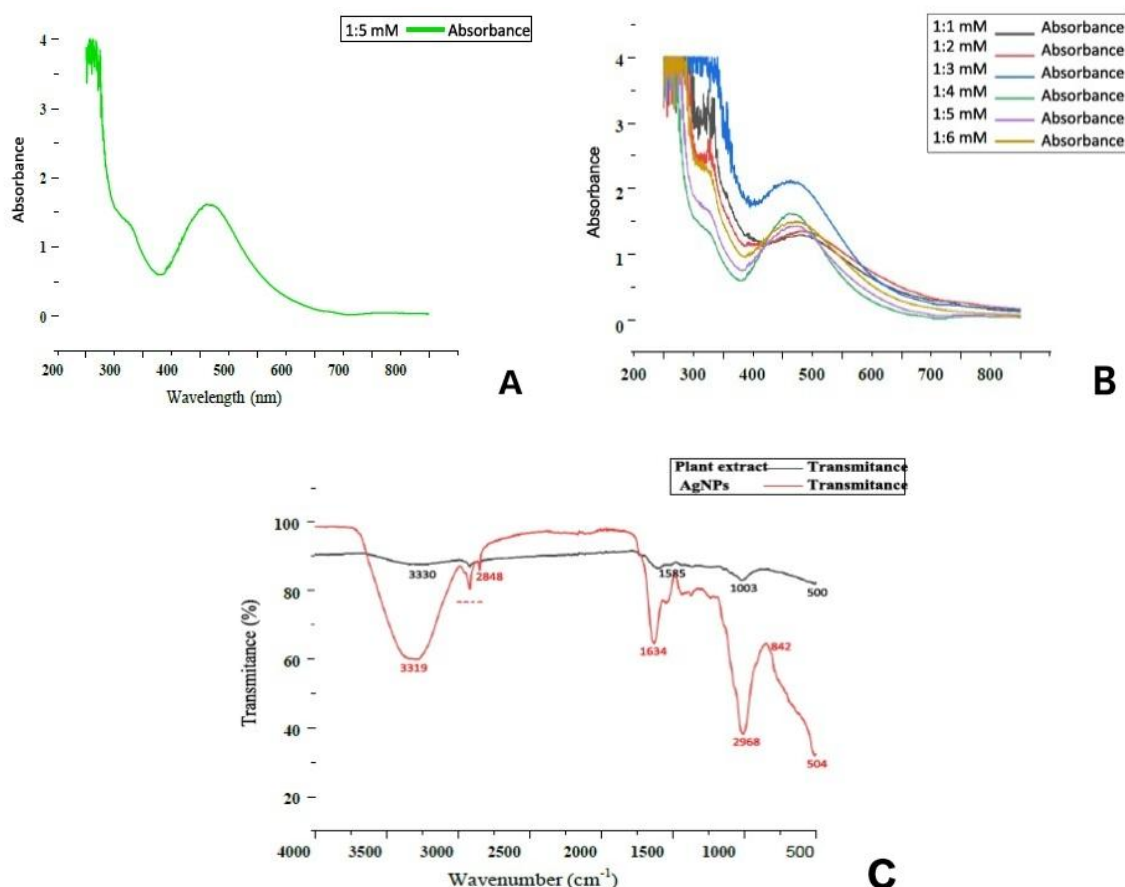 1:5 mM Absorbance
4
3
2
1
0
Absorbance
200 300 400 500 600 700 800
Wavelength (nm)
A
1:1 mM Absorbance
1:2 mM Absorbance
1:3 mM Absorbance
1:4 mM Absorbance
1:5 mM Absorbance
1:6 mM Absorbance
4
3
2
1
0
Absorbance
200 300 400 500 600 700 800
B
Plant extract Transmitance
AgNPs Transmitance
100
80
60
40
20
Transmitance (%)
3330
2848
1585
1003
500
3319
1634
842
2968
504
4000 3500 3000 2000 1500 1000 500
Wavenumber (cm⁻¹)
C